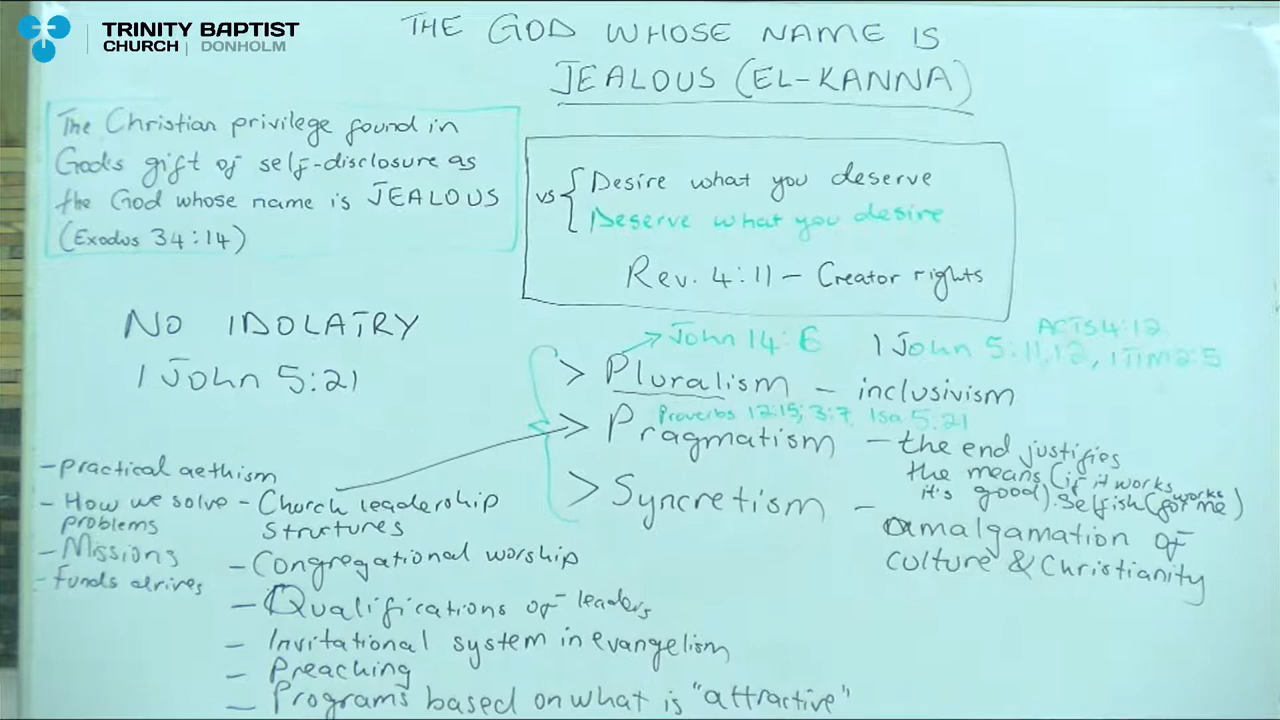 TRINITY BAPTIST
CHURCH | DONHOLM
THE GOD WHOSE NAME IS
JEALOUS (EL-KANNA)
The Christian privilege found in
God's gift of self-disclosure as
the God whose name is JEALOUS
(Exodus 34:14)
vs { Desire what you deserve
Deserve what you desire
Rev. 4:11 – Creator rights
NO IDOLATRY
1 John 5:21
John 14:6
ACTS 4:12
1 John 5:11,12, 1 TIM 2:5
> Pluralism – inclusivism
Proverbs 12:15; 3:7 Isa 5:21
> Pragmatism – the end justifies
the means (if it works
it's good). Selfish (works for me)
> Syncretism – amalgamation of
culture & Christianity
- practical aethism
- How we solve
problems
- Missions
- Funds drives
- Church leadership
structures
- Congregational worship
- Qualifications of leaders
- Invitational system in evangelism
- Preaching
- Programs based on what is "attractive"